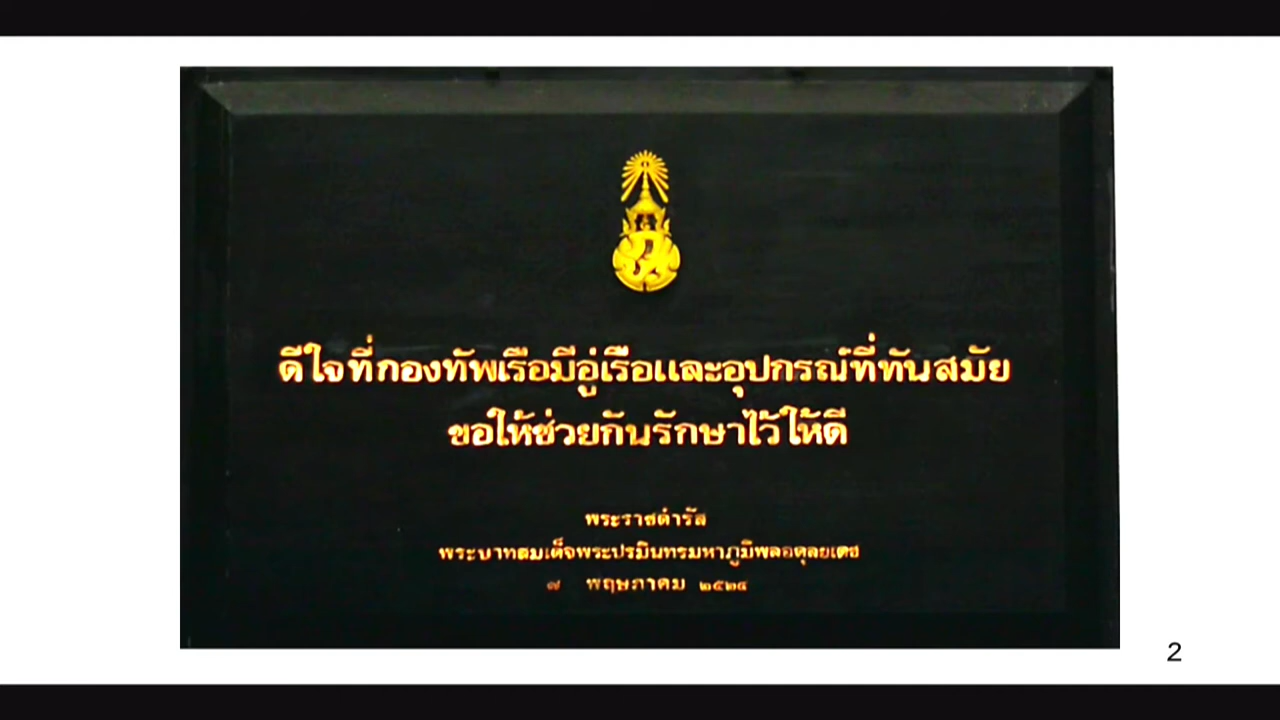 ดีใจที่กองทัพเรือมีอู่เรือและอุปกรณ์ที่ทันสมัย
ขอให้ช่วยกันรักษาไว้ให้ดี
พระราชดำรัส
พระบาทสมเด็จพระปรมินทรมหาภูมิพลอดุลยเดช
๗ พฤษภาคม ๒๕๒๔
2